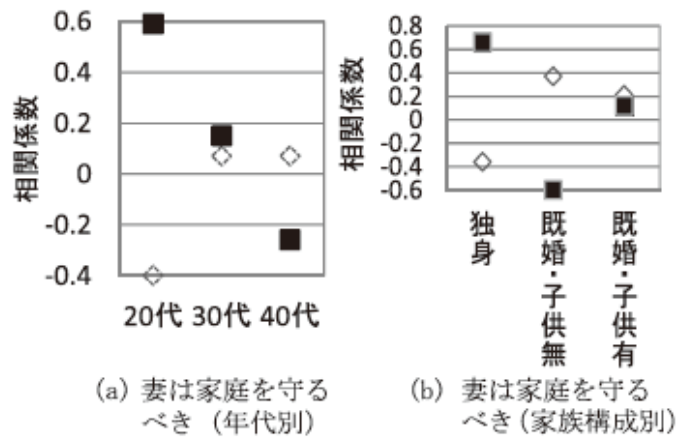 0.6
0.4
0.2
0
-0.2
-0.4
相関係数
20代 30代 40代
(a) 妻は家庭を守る
べき (年代別)
0.8
0.6
0.4
0.2
0
-0.2
-0.4
-0.6
相関係数
独身
既婚・子供無
既婚・子供有
(b) 妻は家庭を守る
べき(家族構成別)